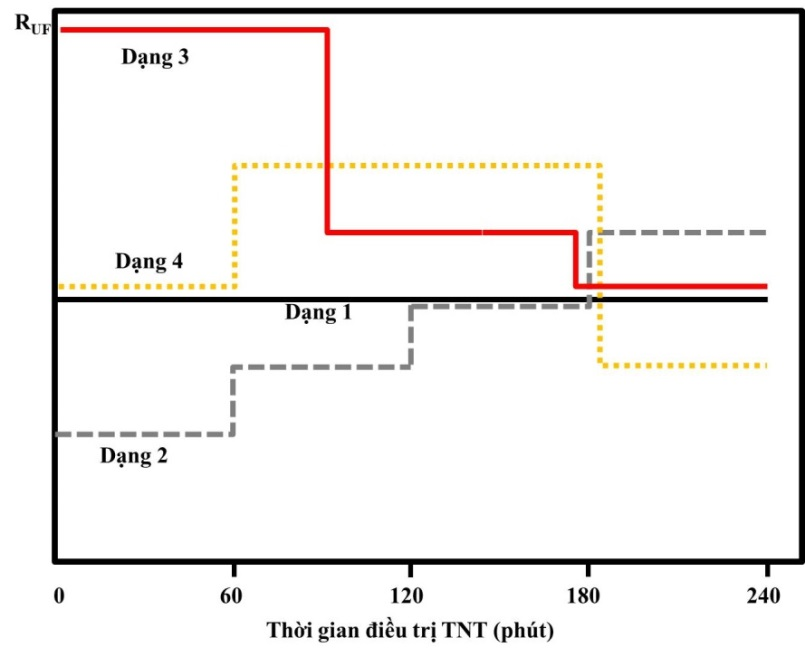 R_UF
Dạng 3
Dạng 4
Dạng 1
Dạng 2
0 60 120 180 240
Thời gian điều trị TNT (phút)